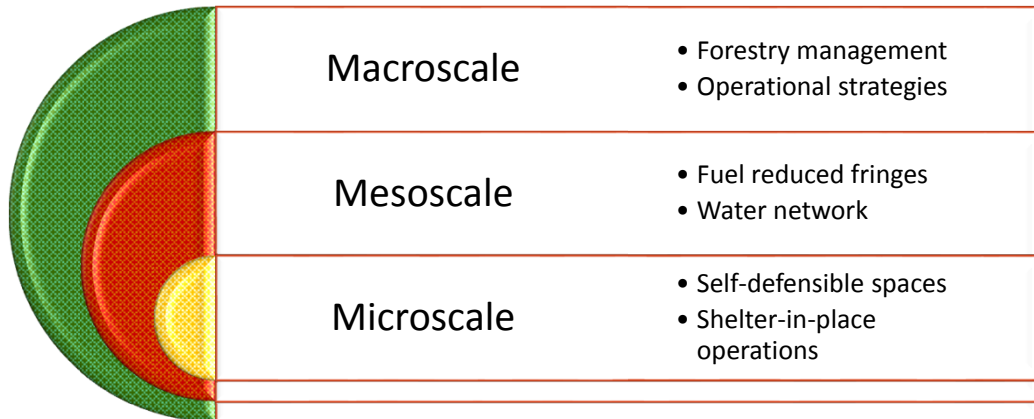 Macroscale
• Forestry management
• Operational strategies
Mesoscale
• Fuel reduced fringes
• Water network
Microscale
• Self-defensible spaces
• Shelter-in-place
operations